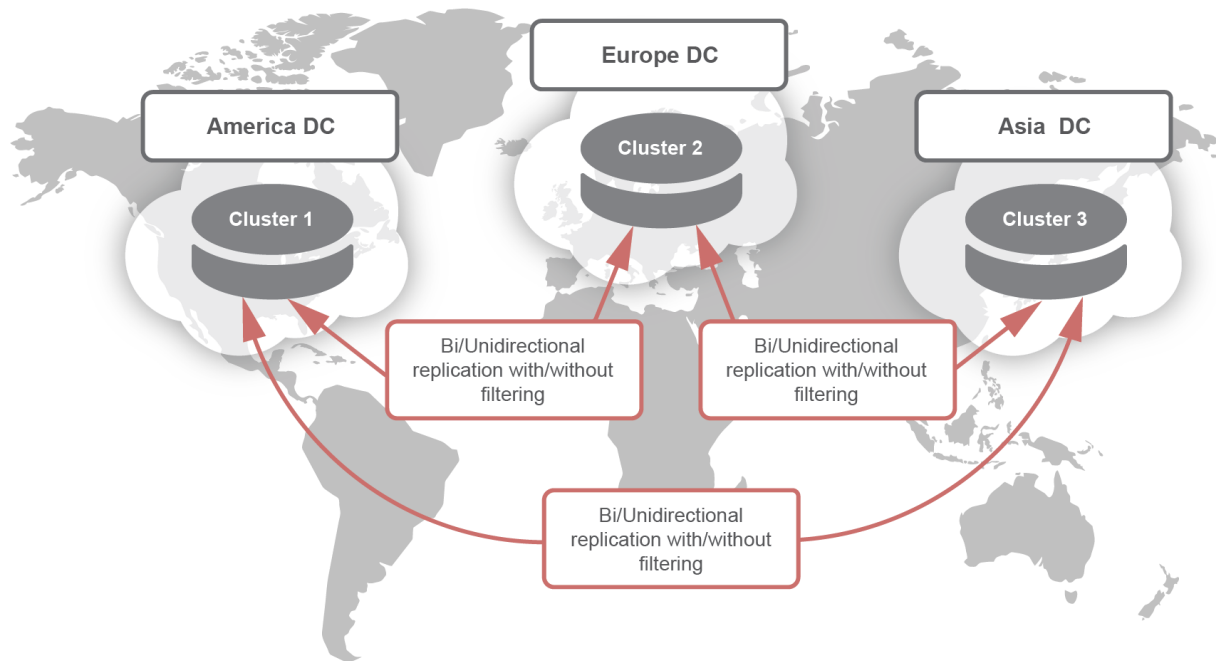 Europe DC
America DC
Asia DC
Cluster 2
Cluster 1
Cluster 3
Bi/Unidirectional
replication with/without
filtering
Bi/Unidirectional
replication with/without
filtering
Bi/Unidirectional
replication with/without
filtering